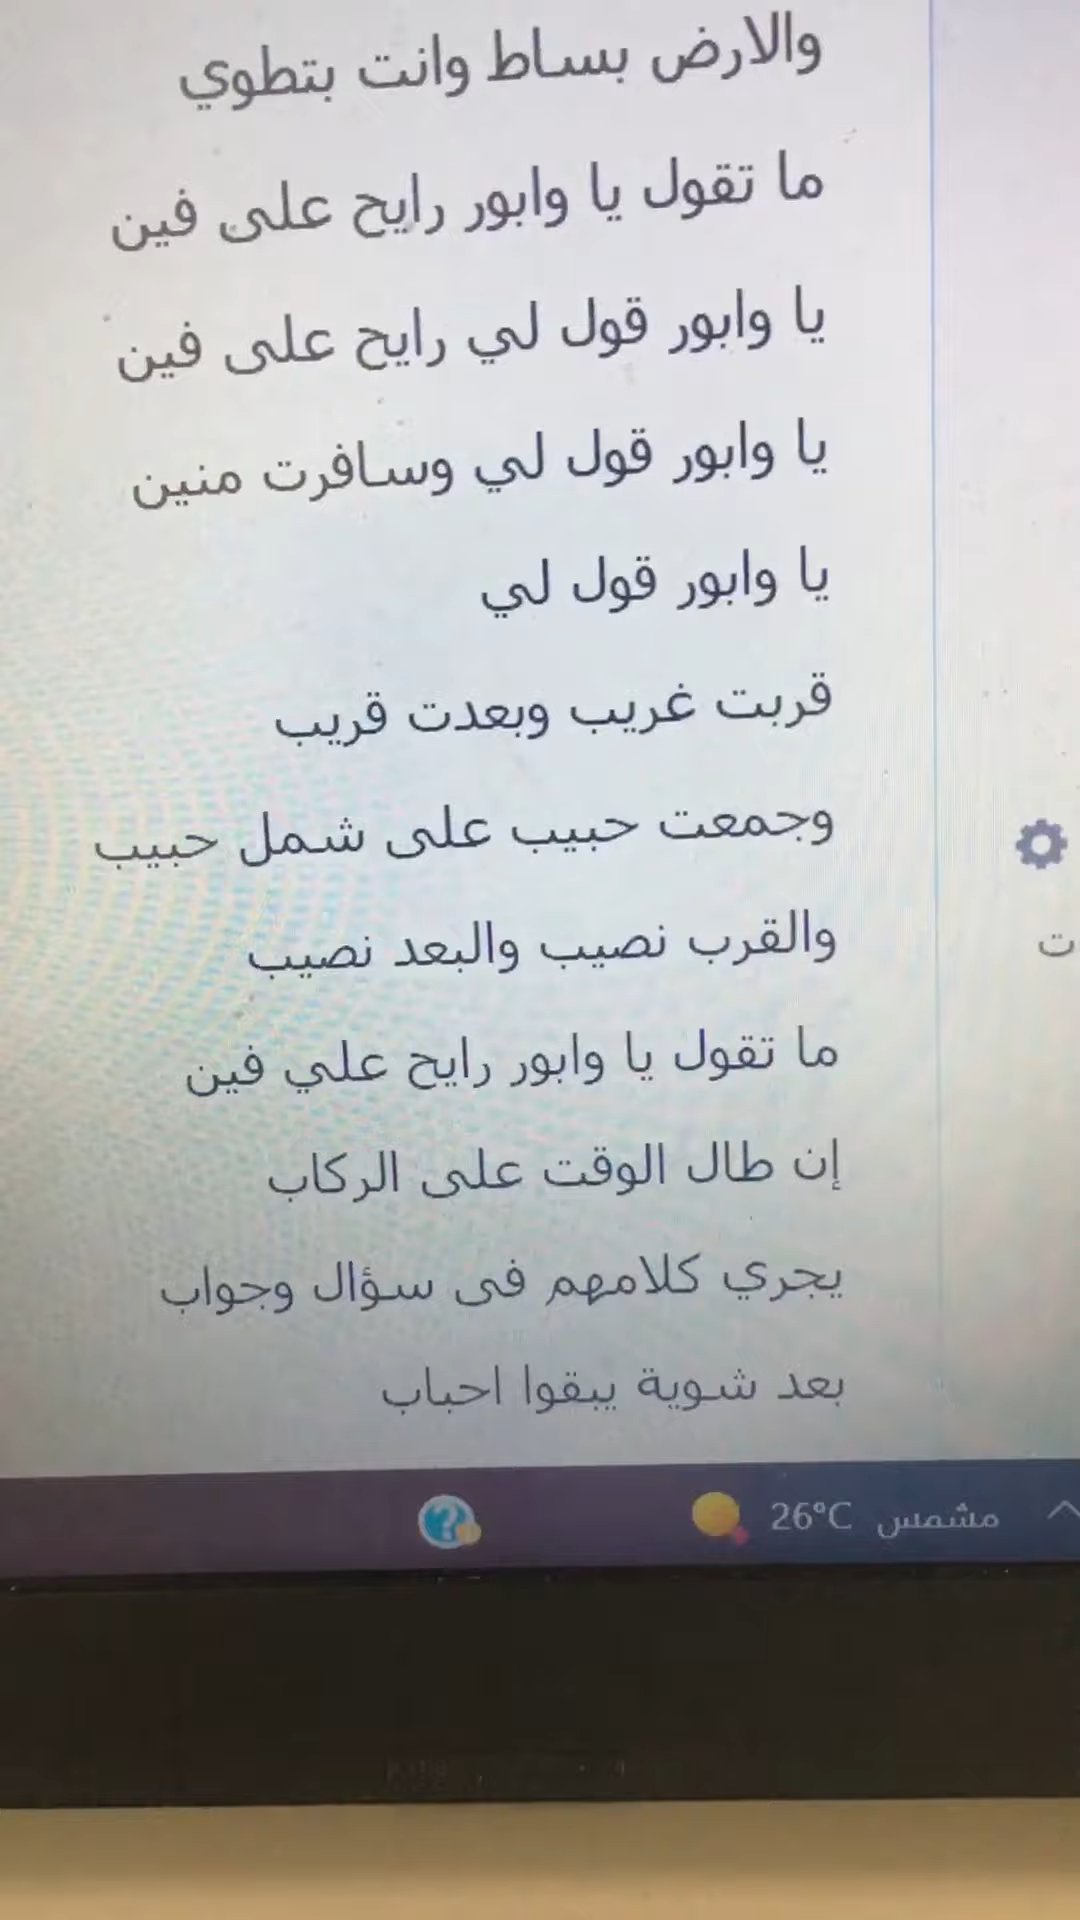 والارض بساط وانت بتطوي
ما تقول يا وابور رايح على فين
يا وابور قول لي رايح على فين
يا وابور قول لي وسافرت منين
يا وابور قول لي
قربت غريب وبعدت قريب
وجمعت حبيب على شمل حبيب
والقرب نصيب والبعد نصيب
ما تقول يا وابور رايح علي فين
إن طال الوقت على الركاب
يجري كلامهم فى سؤال وجواب
بعد شوية يبقوا احباب
26°C مشمس